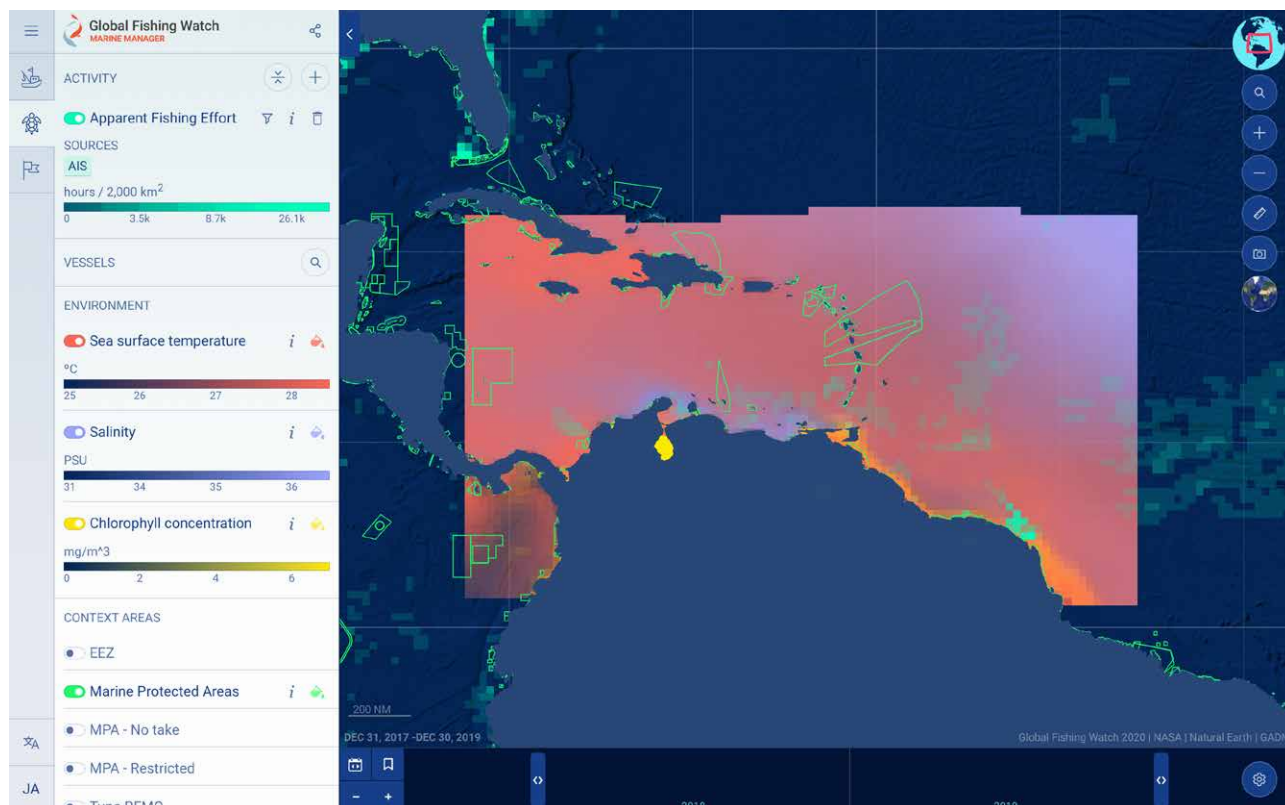 Global Fishing Watch
MARINE MANAGER
ACTIVITY
Apparent Fishing Effort
SOURCES
AIS
hours / 2,000 km²
0 3.5k 8.7k 26.1k
VESSELS
ENVIRONMENT
Sea surface temperature
ºC
25 26 27 28
Salinity
PSU
31 34 35 36
Chlorophyll concentration
mg/m^3
0 2 4 6
CONTEXT AREAS
EEZ
Marine Protected Areas
MPA - No take
MPA - Restricted
JA
200 NM
DEC 31, 2017 -DEC 30, 2019
Global Fishing Watch 2020 | NASA | Natural Earth | GADM